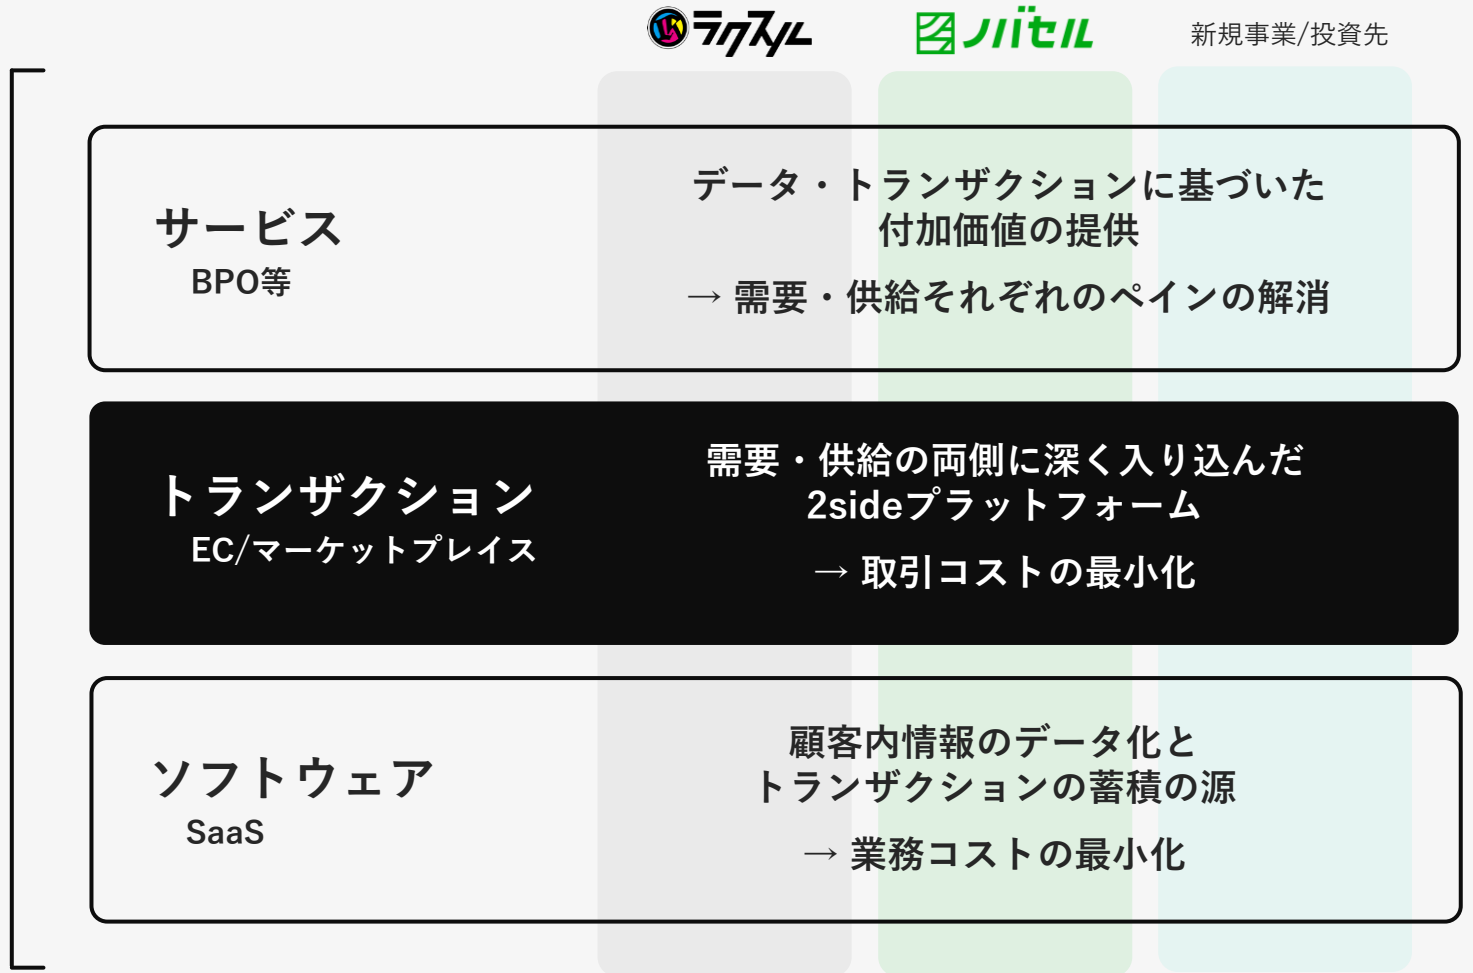 ラクスル
ノバセル
新規事業/投資先
サービス
BPO等
データ・トランザクションに基づいた
付加価値の提供
→ 需要・供給それぞれのペインの解消
トランザクション
EC/マーケットプレイス
需要・供給の両側に深く入り込んだ
2sideプラットフォーム
→ 取引コストの最小化
ソフトウェア
SaaS
顧客内情報のデータ化と
トランザクションの蓄積の源
→ 業務コストの最小化